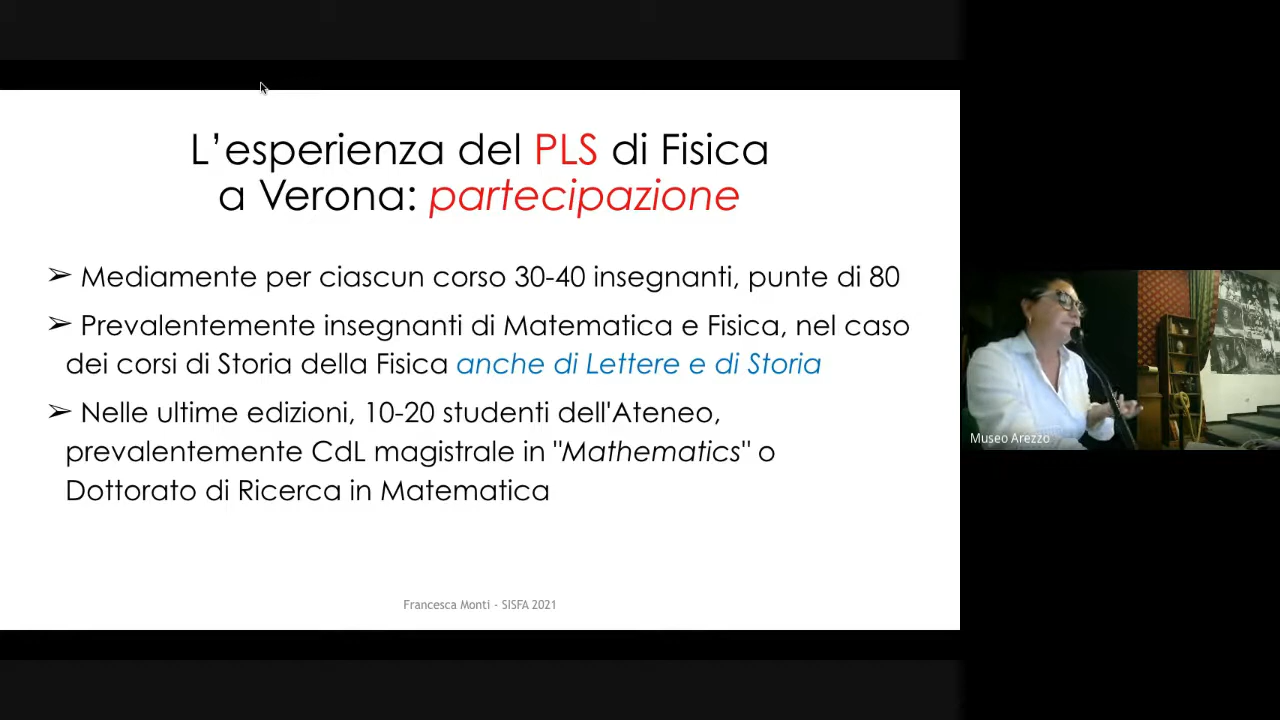 L’esperienza del PLS di Fisica
a Verona: partecipazione
➢ Mediamente per ciascun corso 30-40 insegnanti, punte di 80
➢ Prevalentemente insegnanti di Matematica e Fisica, nel caso
dei corsi di Storia della Fisica anche di Lettere e di Storia
➢ Nelle ultime edizioni, 10-20 studenti dell'Ateneo,
prevalentemente CdL magistrale in "Mathematics" o
Dottorato di Ricerca in Matematica
Francesca Monti - SISFA 2021
Museo Arezzo